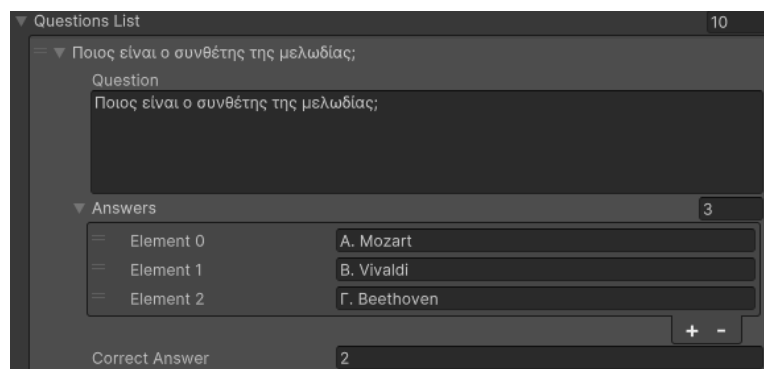 Questions List 10
Ποιος είναι ο συνθέτης της μελωδίας;
Question
Ποιος είναι ο συνθέτης της μελωδίας;
Answers 3
Element 0 A. Mozart
Element 1 B. Vivaldi
Element 2 Γ. Beethoven
+ -
Correct Answer 2